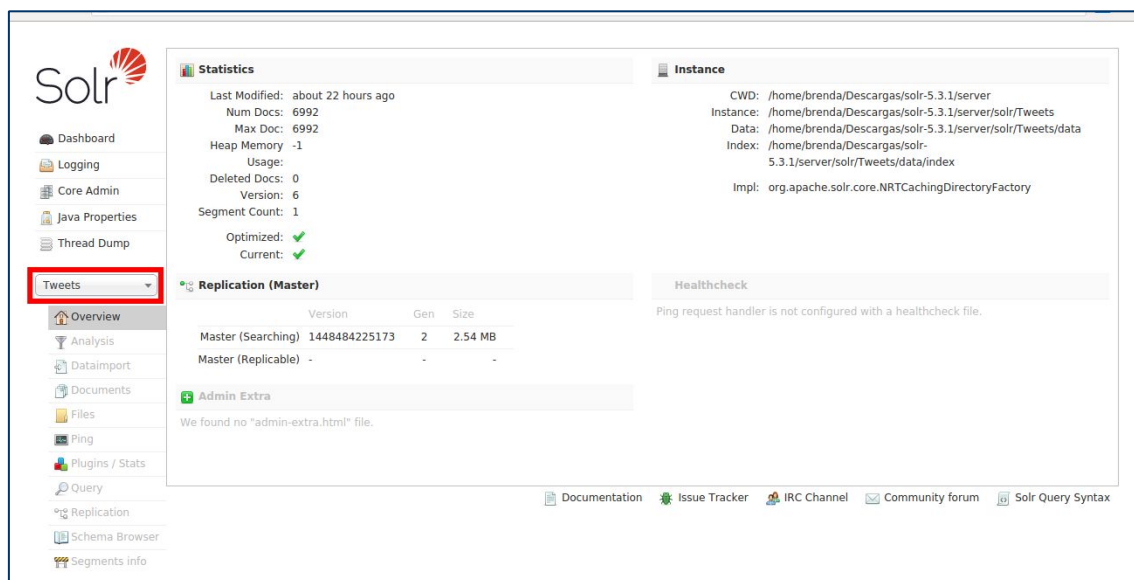 Solr
Dashboard
Logging
Core Admin
Java Properties
Thread Dump
Tweets
Overview
Analysis
Dataimport
Documents
Files
Ping
Plugins / Stats
Query
Replication
Schema Browser
Segments info
Statistics
Last Modified: about 22 hours ago
Num Docs: 6992
Max Doc: 6992
Heap Memory -1
Usage:
Deleted Docs: 0
Version: 6
Segment Count: 1
Optimized:
Current:
Instance
CWD: /home/brenda/Descargas/solr-5.3.1/server
Instance: /home/brenda/Descargas/solr-5.3.1/server/solr/Tweets
Data: /home/brenda/Descargas/solr-5.3.1/server/solr/Tweets/data
Index: /home/brenda/Descargas/solr-
5.3.1/server/solr/Tweets/data/index
Impl: org.apache.solr.core.NRTCachingDirectoryFactory
Replication (Master)
Version Gen Size
Master (Searching) 1448484225173 2 2.54 MB
Master (Replicable) - - -
Healthcheck
Ping request handler is not configured with a healthcheck file.
Admin Extra
We found no "admin-extra.html" file.
Documentation Issue Tracker IRC Channel Community forum Solr Query Syntax